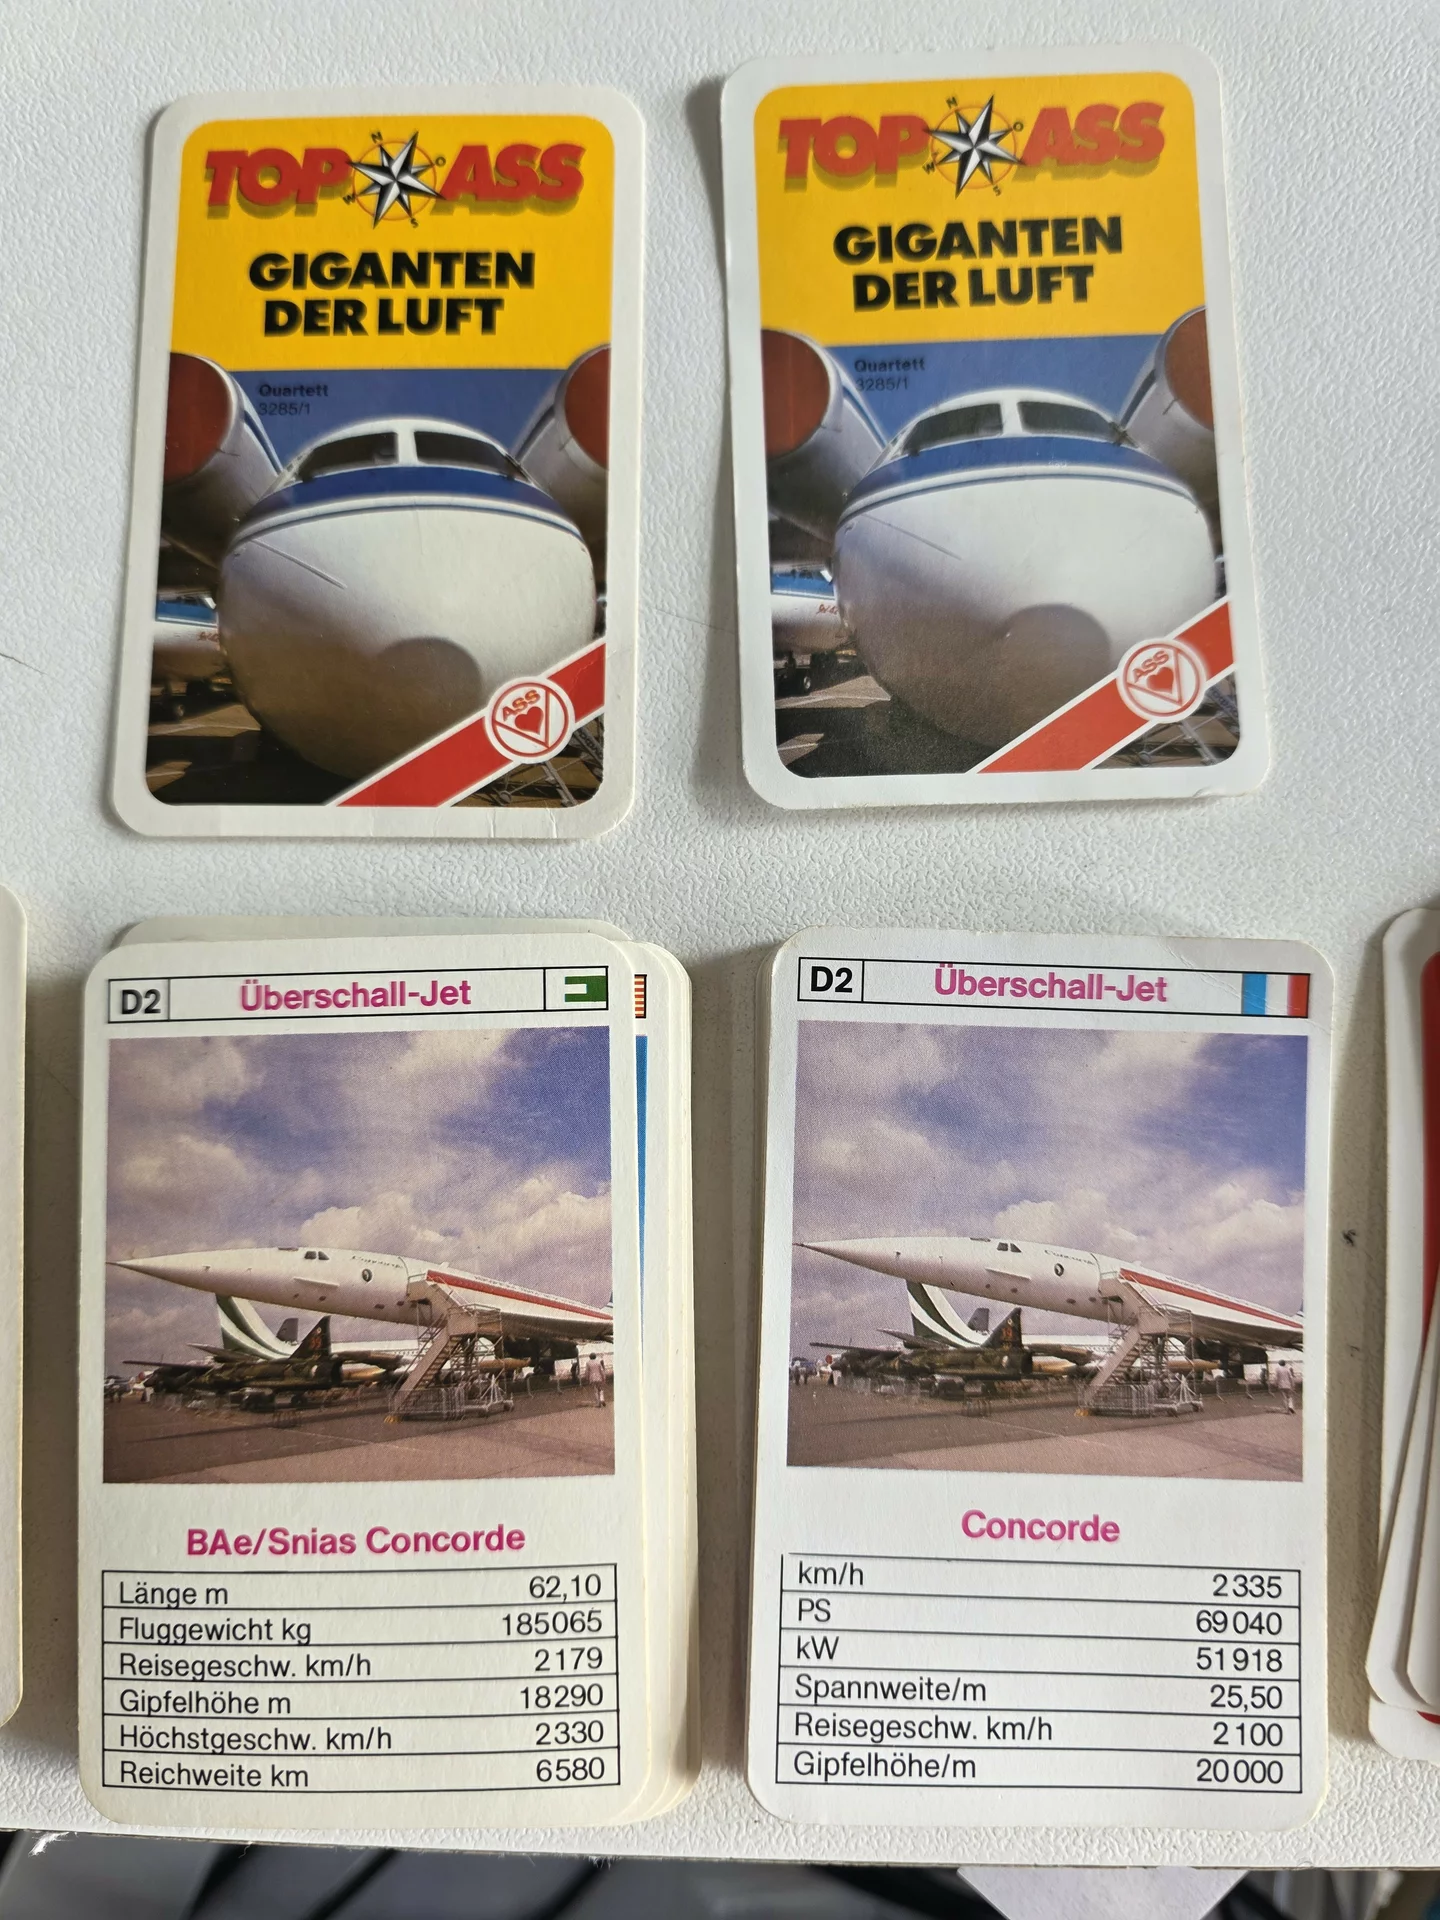 TOP ASS
N
O
W
S
GIGANTEN
DER LUFT
Quartett
3285/1
ASS
TOP ASS
N
O
W
S
GIGANTEN
DER LUFT
Quartett
3285/1
ASS
D2 Überschall-Jet
Concorde
BAe/Snias Concorde
Länge m 62,10
Fluggewicht kg 185065
Reisegeschw. km/h 2179
Gipfelhöhe m 18290
Höchstgeschw. km/h 2330
Reichweite km 6580
D2 Überschall-Jet
Concorde
Concorde
km/h 2335
PS 69040
kW 51918
Spannweite/m 25,50
Reisegeschw. km/h 2100
Gipfelhöhe/m 20000